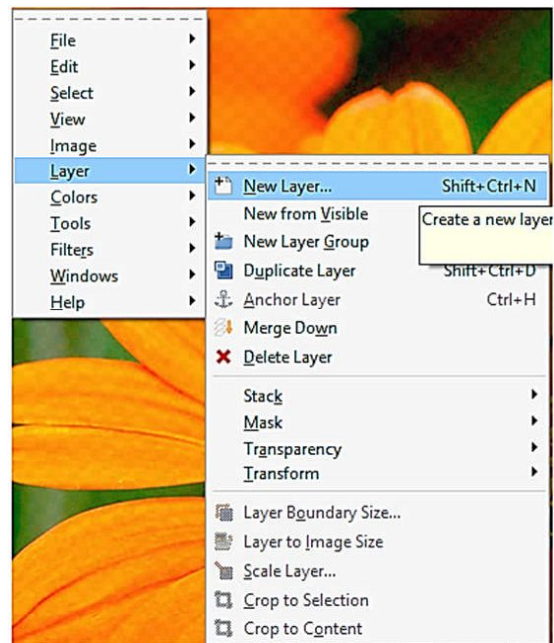 File
Edit
Select
View
Image
Layer
Colors
Tools
Filters
Windows
Help
New Layer... Shift+Ctrl+N
New from Visible
Create a new layer
New Layer Group
Duplicate Layer Shift+Ctrl+D
Anchor Layer Ctrl+H
Merge Down
Delete Layer
Stack
Mask
Transparency
Transform
Layer Boundary Size...
Layer to Image Size
Scale Layer...
Crop to Selection
Crop to Content